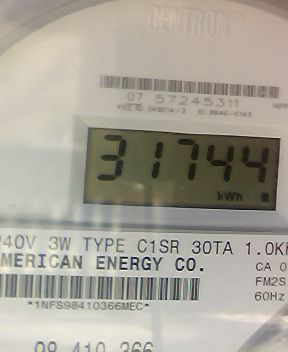 CENTRON®
07 57245311
31744
kWh
240V 3W TYPE C1SR 30TA 1.0Kh
AMERICAN ENERGY CO.
CA 0
FM2S
60Hz
*1NFS98410366MEC*
98 410 366